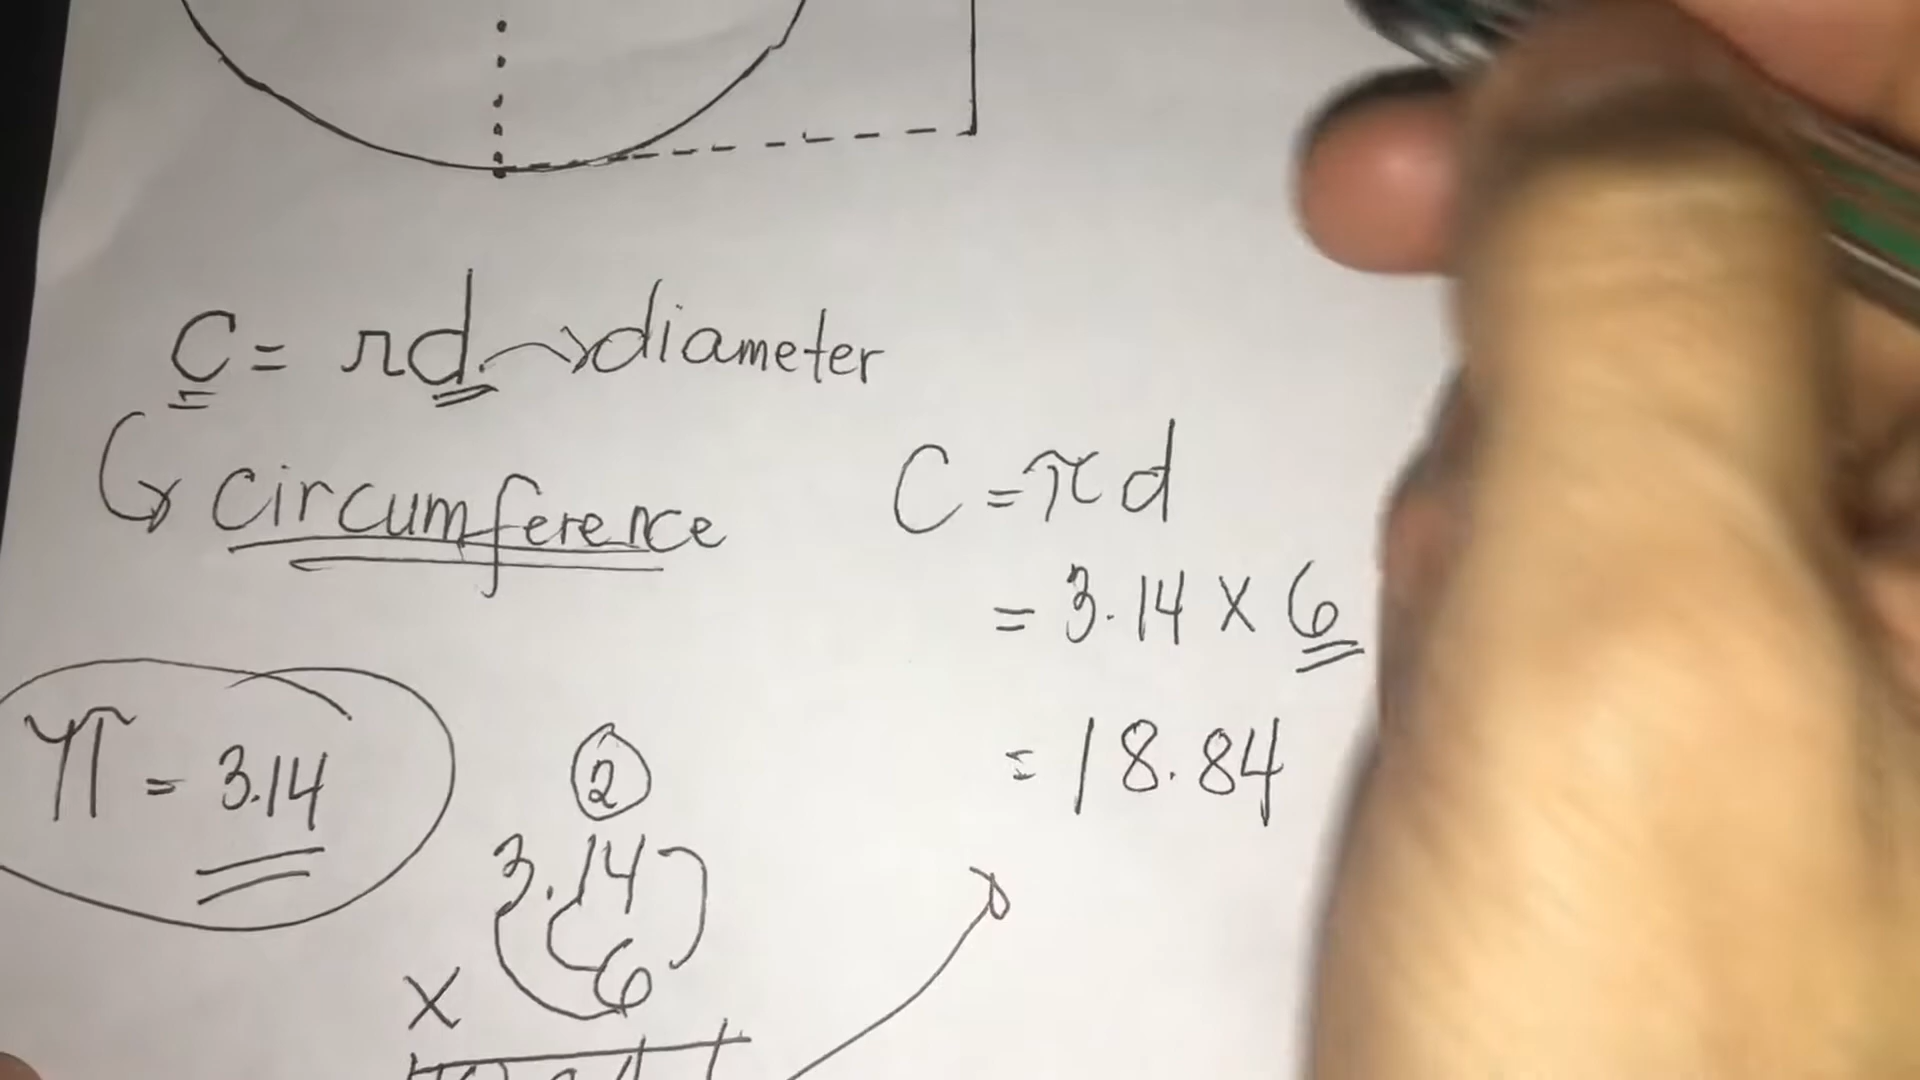 C = πd → diameter
circumference
C = πd
= 3.14 x 6
= 18.84
π = 3.14
2
3.14
x 6